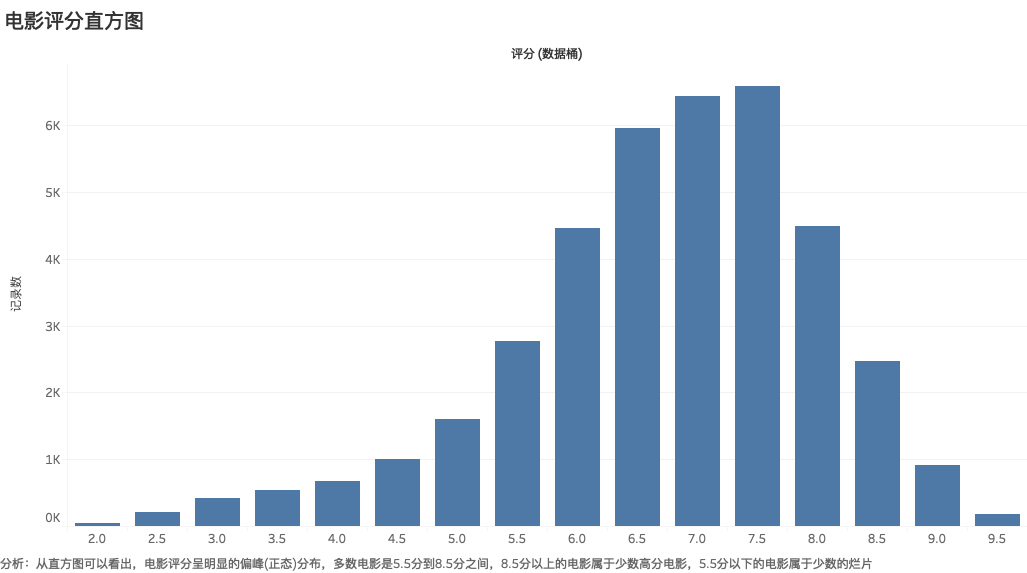 电影评分直方图
评分 (数据桶)
6K
5K
4K
3K
2K
1K
0K
记录数
2.0 2.5 3.0 3.5 4.0 4.5 5.0 5.5 6.0 6.5 7.0 7.5 8.0 8.5 9.0 9.5
分析：从直方图可以看出，电影评分呈明显的偏峰(正态)分布，多数电影是5.5分到8.5分之间，8.5分以上的电影属于少数高分电影，5.5分以下的电影属于少数的烂片